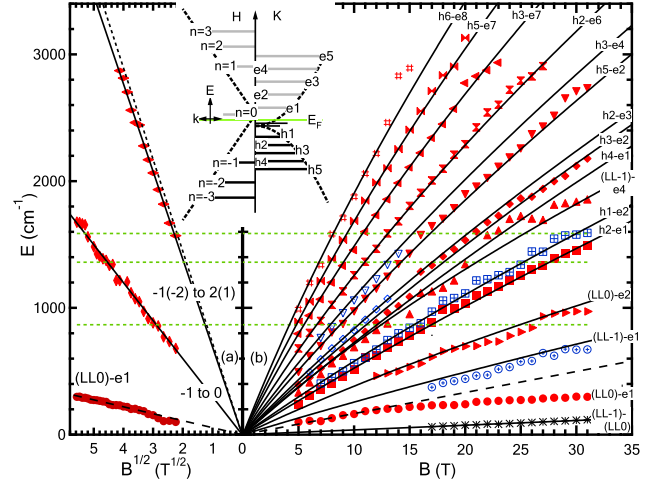 H K
n=3
n=2
n=1
n=0
n=-1
n=-2
n=-3
E
k
e5
e4
e3
e2
e1
E_F
h1
h2
h3
h4
h5
h6-e8
h5-e7
h3-e7
h2-e6
h3-e4
h5-e2
h2-e3
h3-e2
h4-e1
(LL-1)-
e4
h1-e2
h2-e1
(LL0)-e2
(LL-1)-e1
(LL0)-e1
(LL-1)-
(LL0)
-1(-2) to 2(1)
-1 to 0
(LL0)-e1
(a)
(b)
E (cm⁻¹)
3000
2000
1000
0
5 4 3 2 1 0 5 10 15 20 25 30 35
B^1/2 (T^1/2)
B (T)